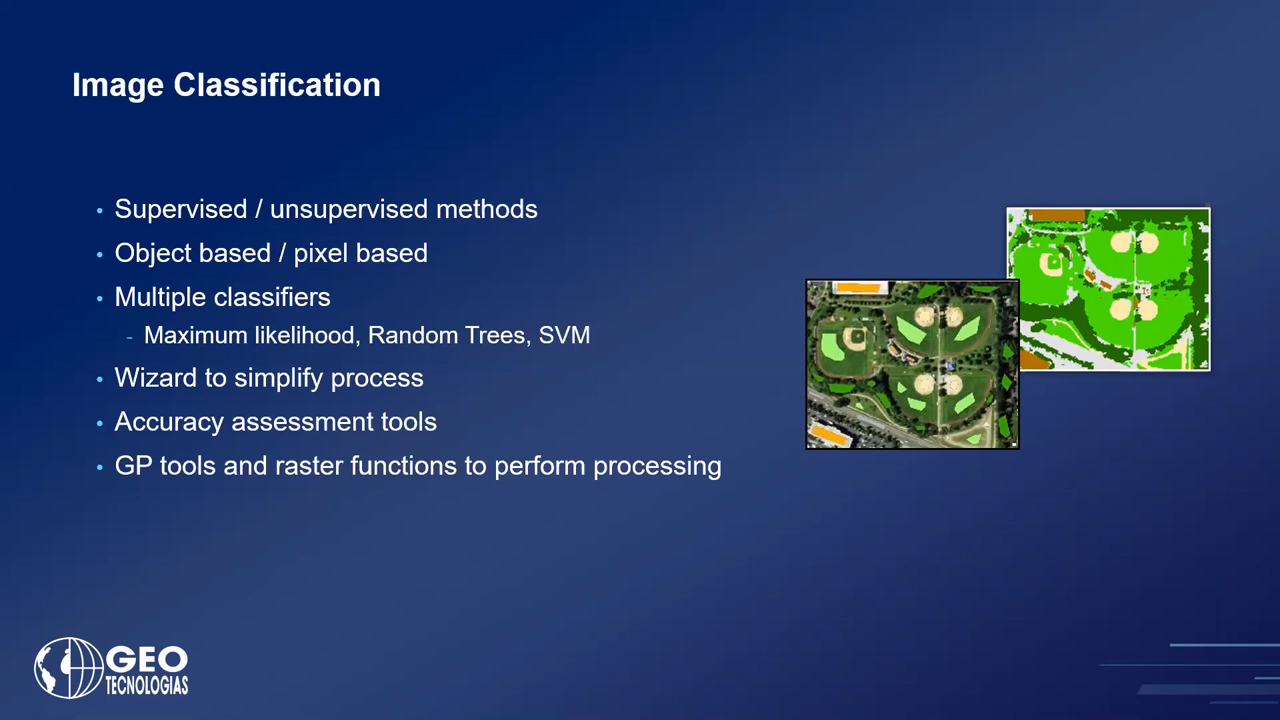 Image Classification
• Supervised / unsupervised methods
• Object based / pixel based
• Multiple classifiers
- Maximum likelihood, Random Trees, SVM
• Wizard to simplify process
• Accuracy assessment tools
• GP tools and raster functions to perform processing
GEO
TECNOLOGIAS